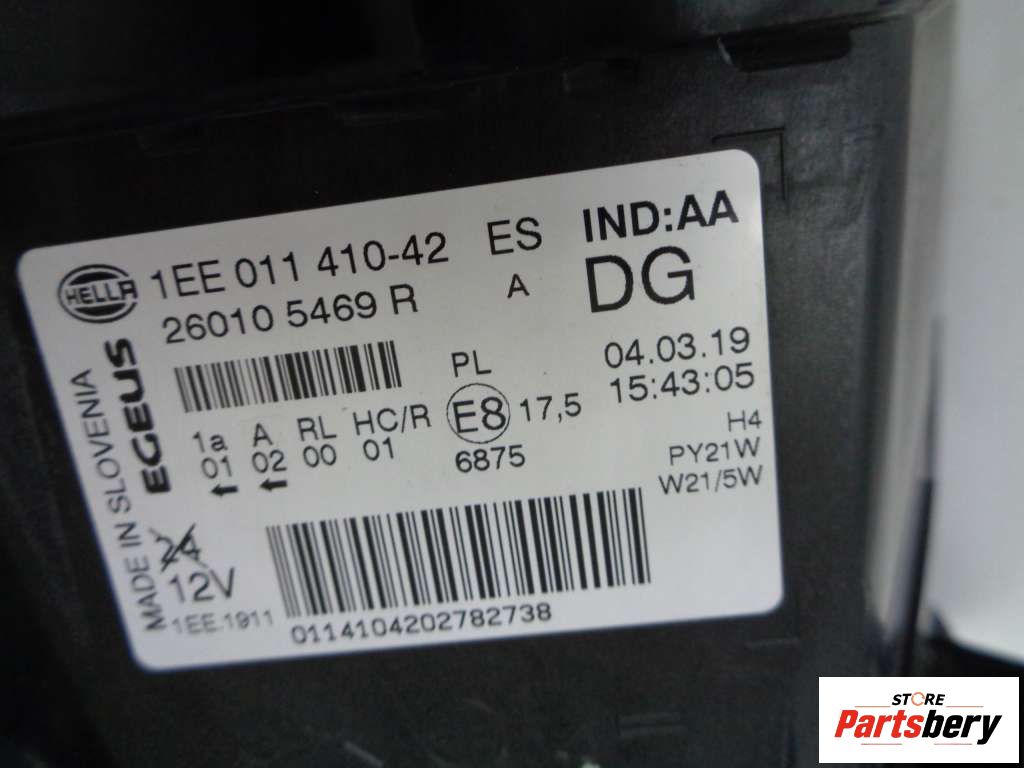 HELLA
1EE 011 410-42
ES
IND:AA
260105469R
A
DG
MADE IN SLOVENIA
EGEUS
PL
04.03.19
15:43:05
1a A RL HC/R
01 02 00 01
E8 17,5
6875
H4
PY21W
W21/5W
24
12V
1EE.1911
0114104202782738
STORE
Partsbery